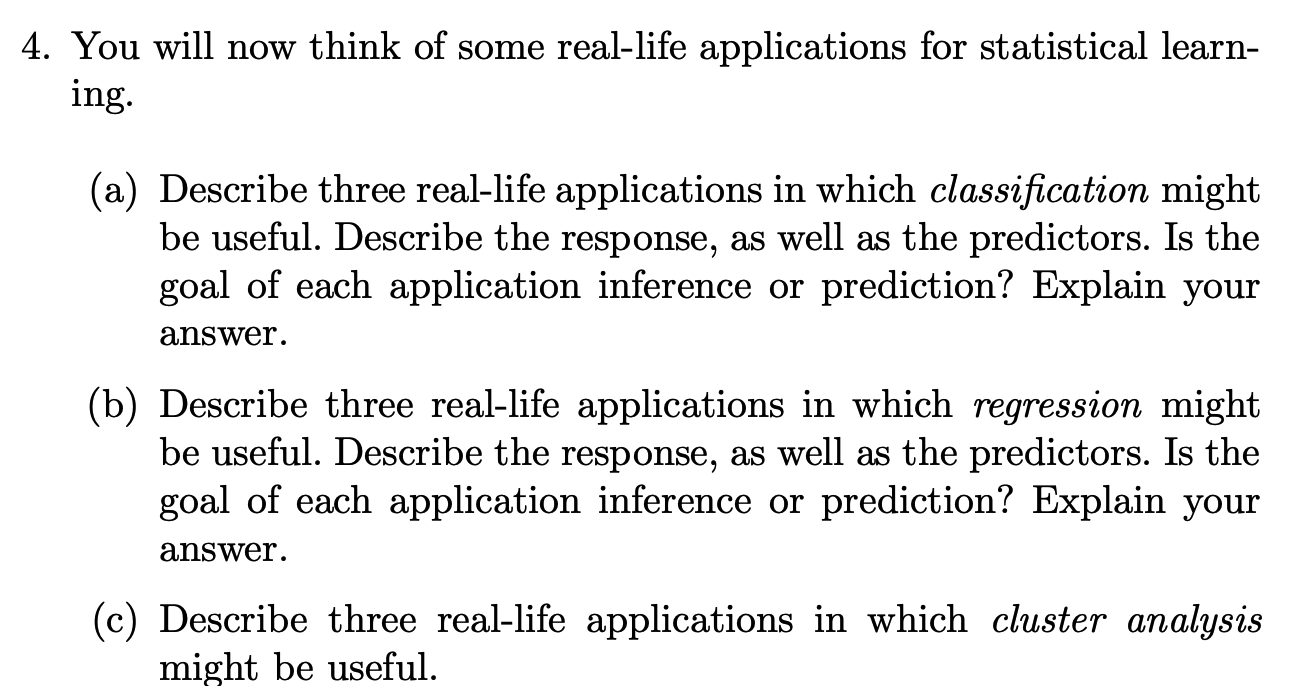 4. You will now think of some real-life applications for statistical learn-
ing.
(a) Describe three real-life applications in which classification might
be useful. Describe the response, as well as the predictors. Is the
goal of each application inference or prediction? Explain your
answer.
(b) Describe three real-life applications in which regression might
be useful. Describe the response, as well as the predictors. Is the
goal of each application inference or prediction? Explain your
answer.
(c) Describe three real-life applications in which cluster analysis
might be useful.